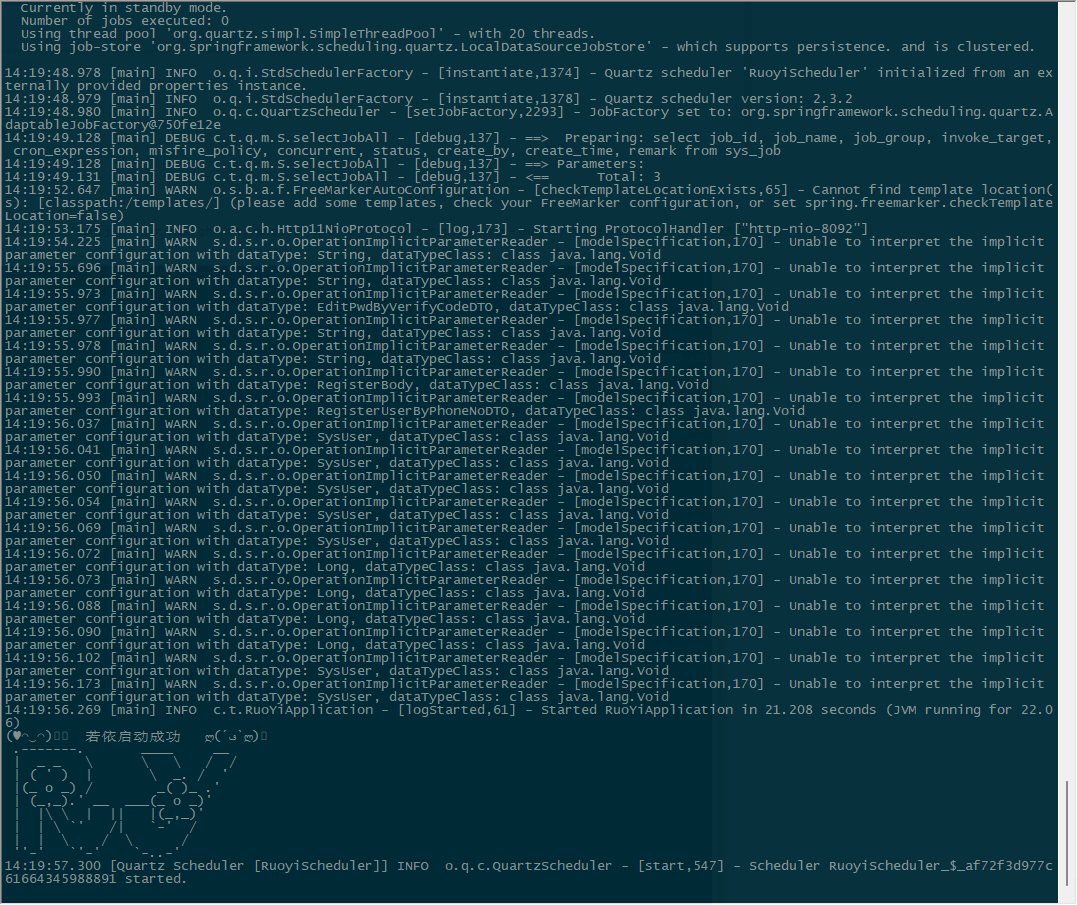 Currently in standby mode.
Number of jobs executed: 0
Using thread pool 'org.quartz.simpl.SimpleThreadPool' - with 20 threads.
Using job-store 'org.springframework.scheduling.quartz.LocalDataSourceJobStore' - which supports persistence. and is clustered.
14:19:48.978 [main] INFO  o.q.i.StdSchedulerFactory - [instantiate,1374] - Quartz scheduler 'RuoyiScheduler' initialized from an ex
ternally provided properties instance.
14:19:48.979 [main] INFO  o.q.i.StdSchedulerFactory - [instantiate,1378] - Quartz scheduler version: 2.3.2
14:19:48.980 [main] INFO  o.q.c.QuartzScheduler - [setJobFactory,2293] - JobFactory set to: org.springframework.scheduling.quartz.A
daptableJobFactory@750fe12e
14:19:49.128 [main] DEBUG c.t.q.m.S.selectJobAll - [debug,137] - ==>  Preparing: select job_id, job_name, job_group, invoke_target,
 cron_expression, misfire_policy, concurrent, status, create_by, create_time, remark from sys_job
14:19:49.128 [main] DEBUG c.t.q.m.S.selectJobAll - [debug,137] - ==> Parameters:
14:19:49.131 [main] DEBUG c.t.q.m.S.selectJobAll - [debug,137] - <==      Total: 3
14:19:52.647 [main] WARN  o.s.b.a.f.FreeMarkerAutoConfiguration - [checkTemplateLocationExists,65] - Cannot find template location(
s): [classpath:/templates/] (please add some templates, check your FreeMarker configuration, or set spring.freemarker.checkTemplate
Location=false)
14:19:53.175 [main] INFO  o.a.c.h.Http11NioProtocol - [log,173] - Starting ProtocolHandler ["http-nio-8092"]
14:19:54.225 [main] WARN  s.d.s.r.o.OperationImplicitParameterReader - [modelSpecification,170] - Unable to interpret the implicit
parameter configuration with dataType: String, dataTypeClass: class java.lang.Void
14:19:55.696 [main] WARN  s.d.s.r.o.OperationImplicitParameterReader - [modelSpecification,170] - Unable to interpret the implicit
parameter configuration with dataType: String, dataTypeClass: class java.lang.Void
14:19:55.973 [main] WARN  s.d.s.r.o.OperationImplicitParameterReader - [modelSpecification,170] - Unable to interpret the implicit
parameter configuration with dataType: EditPwdByVerifyCodeDTO, dataTypeClass: class java.lang.Void
14:19:55.977 [main] WARN  s.d.s.r.o.OperationImplicitParameterReader - [modelSpecification,170] - Unable to interpret the implicit
parameter configuration with dataType: String, dataTypeClass: class java.lang.Void
14:19:55.978 [main] WARN  s.d.s.r.o.OperationImplicitParameterReader - [modelSpecification,170] - Unable to interpret the implicit
parameter configuration with dataType: String, dataTypeClass: class java.lang.Void
14:19:55.990 [main] WARN  s.d.s.r.o.OperationImplicitParameterReader - [modelSpecification,170] - Unable to interpret the implicit
parameter configuration with dataType: RegisterBody, dataTypeClass: class java.lang.Void
14:19:55.993 [main] WARN  s.d.s.r.o.OperationImplicitParameterReader - [modelSpecification,170] - Unable to interpret the implicit
parameter configuration with dataType: RegisterUserByPhoneNoDTO, dataTypeClass: class java.lang.Void
14:19:56.037 [main] WARN  s.d.s.r.o.OperationImplicitParameterReader - [modelSpecification,170] - Unable to interpret the implicit
parameter configuration with dataType: SysUser, dataTypeClass: class java.lang.Void
14:19:56.041 [main] WARN  s.d.s.r.o.OperationImplicitParameterReader - [modelSpecification,170] - Unable to interpret the implicit
parameter configuration with dataType: SysUser, dataTypeClass: class java.lang.Void
14:19:56.050 [main] WARN  s.d.s.r.o.OperationImplicitParameterReader - [modelSpecification,170] - Unable to interpret the implicit
parameter configuration with dataType: SysUser, dataTypeClass: class java.lang.Void
14:19:56.054 [main] WARN  s.d.s.r.o.OperationImplicitParameterReader - [modelSpecification,170] - Unable to interpret the implicit
parameter configuration with dataType: SysUser, dataTypeClass: class java.lang.Void
14:19:56.069 [main] WARN  s.d.s.r.o.OperationImplicitParameterReader - [modelSpecification,170] - Unable to interpret the implicit
parameter configuration with dataType: SysUser, dataTypeClass: class java.lang.Void
14:19:56.072 [main] WARN  s.d.s.r.o.OperationImplicitParameterReader - [modelSpecification,170] - Unable to interpret the implicit
parameter configuration with dataType: Long, dataTypeClass: class java.lang.Void
14:19:56.073 [main] WARN  s.d.s.r.o.OperationImplicitParameterReader - [modelSpecification,170] - Unable to interpret the implicit
parameter configuration with dataType: Long, dataTypeClass: class java.lang.Void
14:19:56.088 [main] WARN  s.d.s.r.o.OperationImplicitParameterReader - [modelSpecification,170] - Unable to interpret the implicit
parameter configuration with dataType: Long, dataTypeClass: class java.lang.Void
14:19:56.090 [main] WARN  s.d.s.r.o.OperationImplicitParameterReader - [modelSpecification,170] - Unable to interpret the implicit
parameter configuration with dataType: Long, dataTypeClass: class java.lang.Void
14:19:56.102 [main] WARN  s.d.s.r.o.OperationImplicitParameterReader - [modelSpecification,170] - Unable to interpret the implicit
parameter configuration with dataType: SysUser, dataTypeClass: class java.lang.Void
14:19:56.173 [main] WARN  s.d.s.r.o.OperationImplicitParameterReader - [modelSpecification,170] - Unable to interpret the implicit
parameter configuration with dataType: SysUser, dataTypeClass: class java.lang.Void
14:19:56.269 [main] INFO  c.t.RuoYiApplication - [logStarted,61] - Started RuoYiApplication in 21.208 seconds (JVM running for 22.0
6)
(♥◠‿◠)  若依启动成功   ლ(´ڡ`ლ)
14:19:57.300 [Quartz Scheduler [RuoyiScheduler]] INFO  o.q.c.QuartzScheduler - [start,547] - Scheduler RuoyiScheduler_$_af72f3d977c
61664345988891 started.